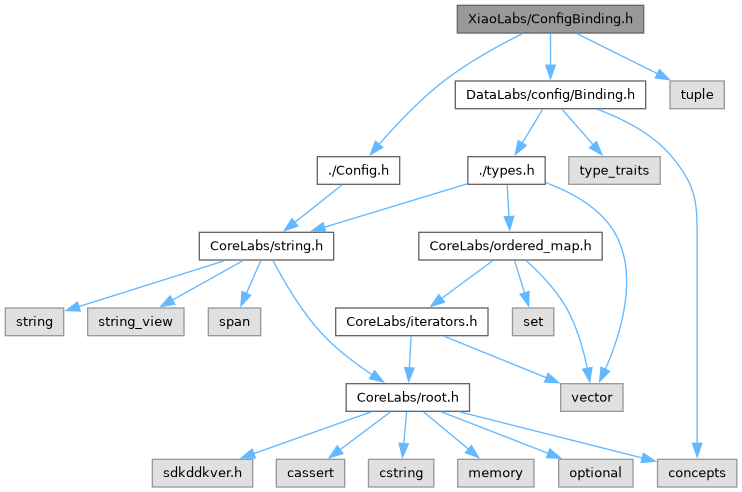 XiaoLabs/ConfigBinding.h
DataLabs/config/Binding.h
tuple
./Config.h
./types.h
type_traits
CoreLabs/string.h
CoreLabs/ordered_map.h
string
string_view
span
CoreLabs/iterators.h
set
CoreLabs/root.h
vector
sdkddkver.h
cassert
cstring
memory
optional
concepts